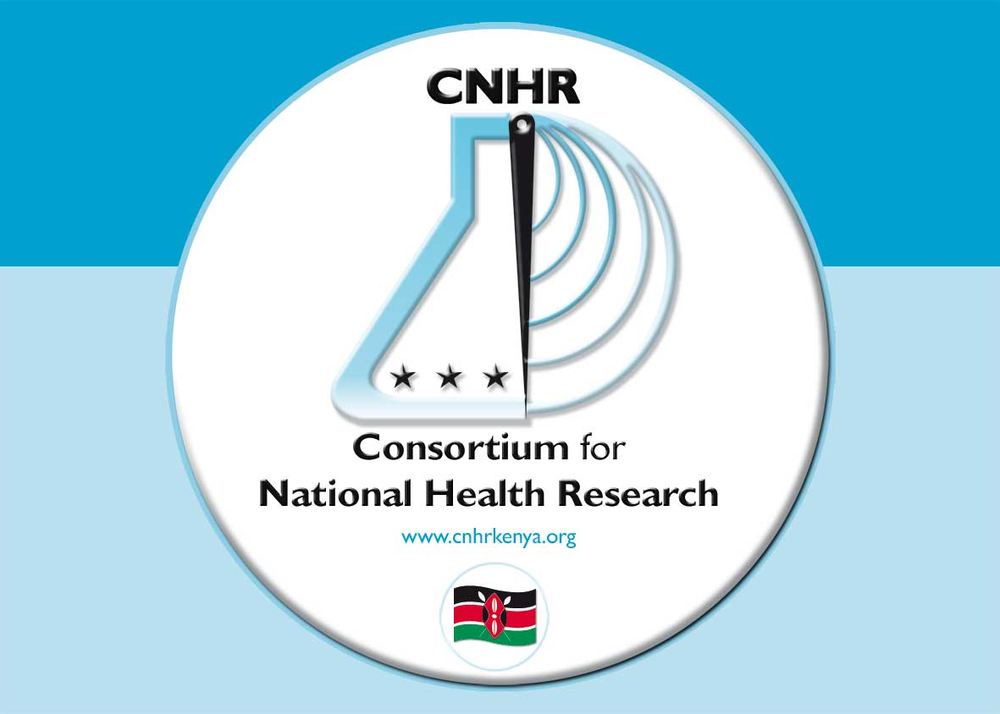 CNHR
Consortium for
National Health Research
www.cnhrkenya.org